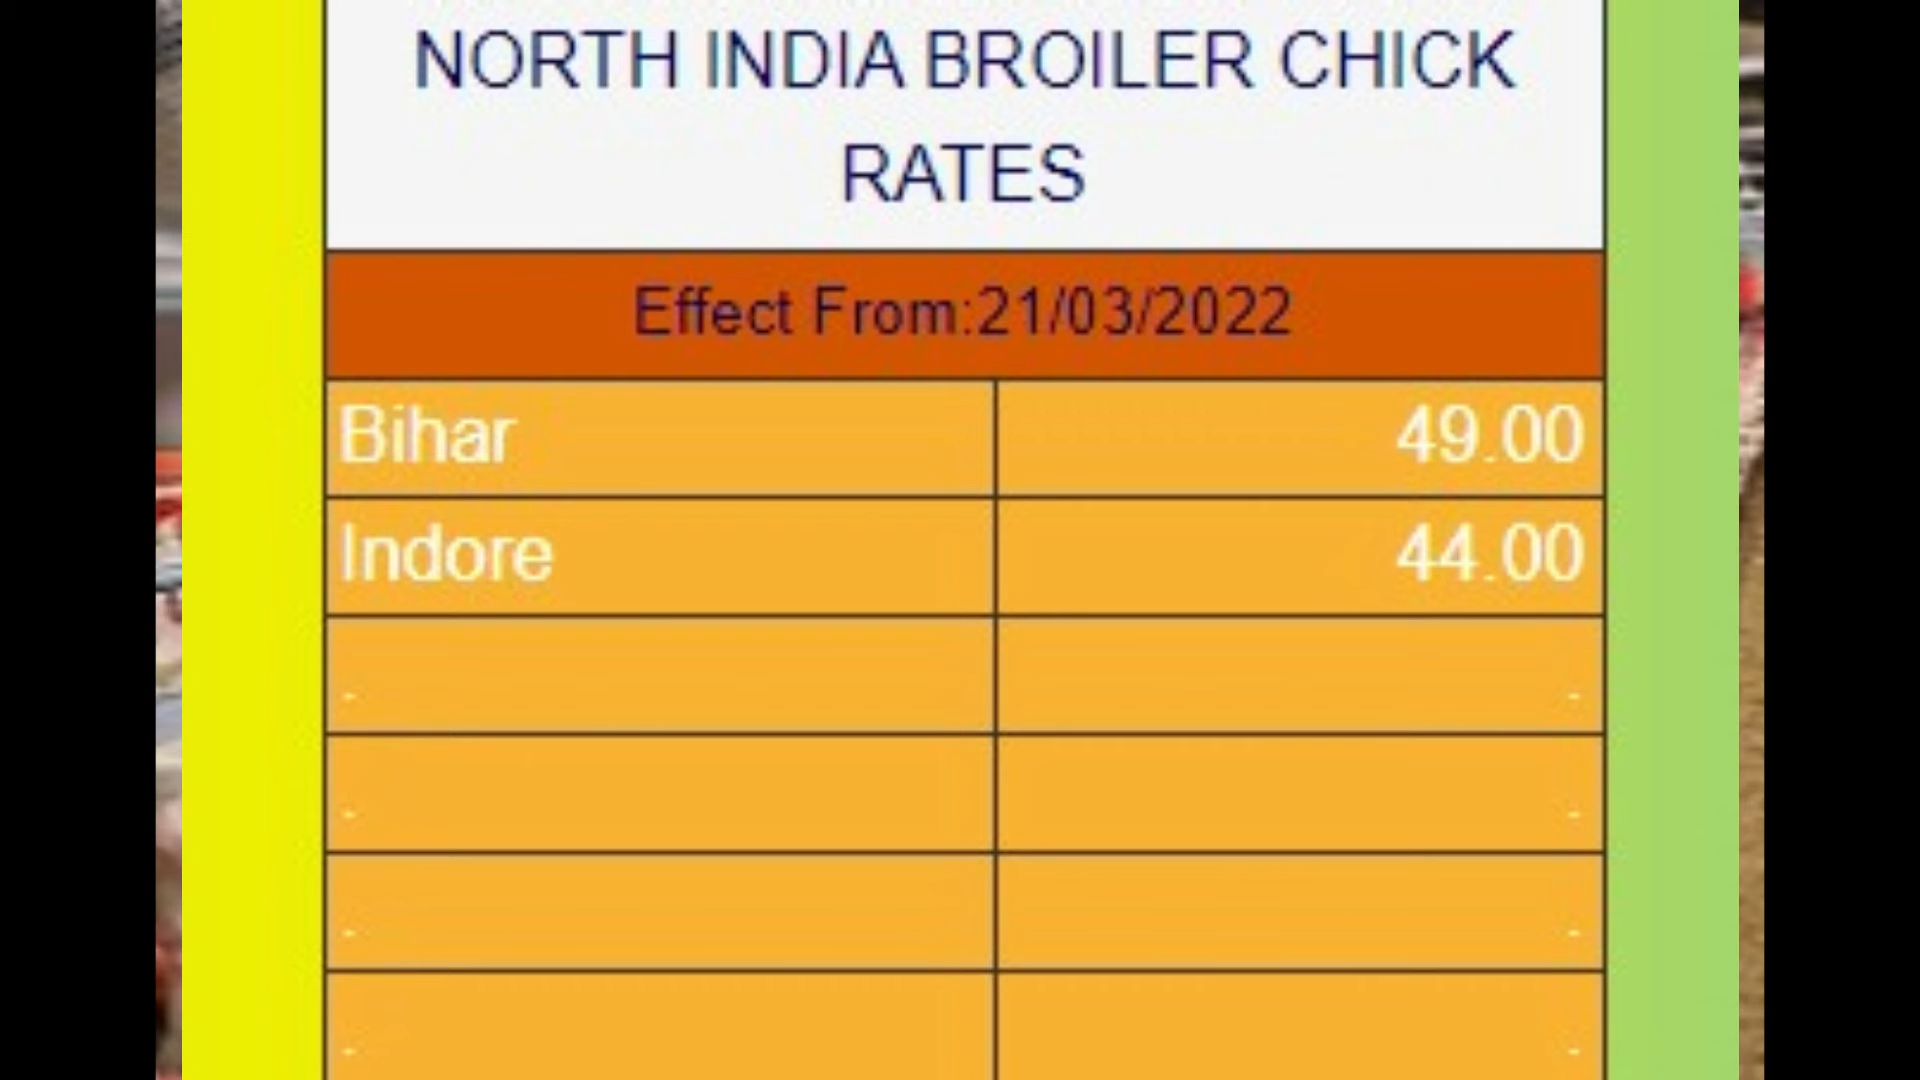 NORTH INDIA BROILER CHICK
RATES
Effect From:21/03/2022
Bihar 49.00
Indore 44.00
- -
- -
- -
- -